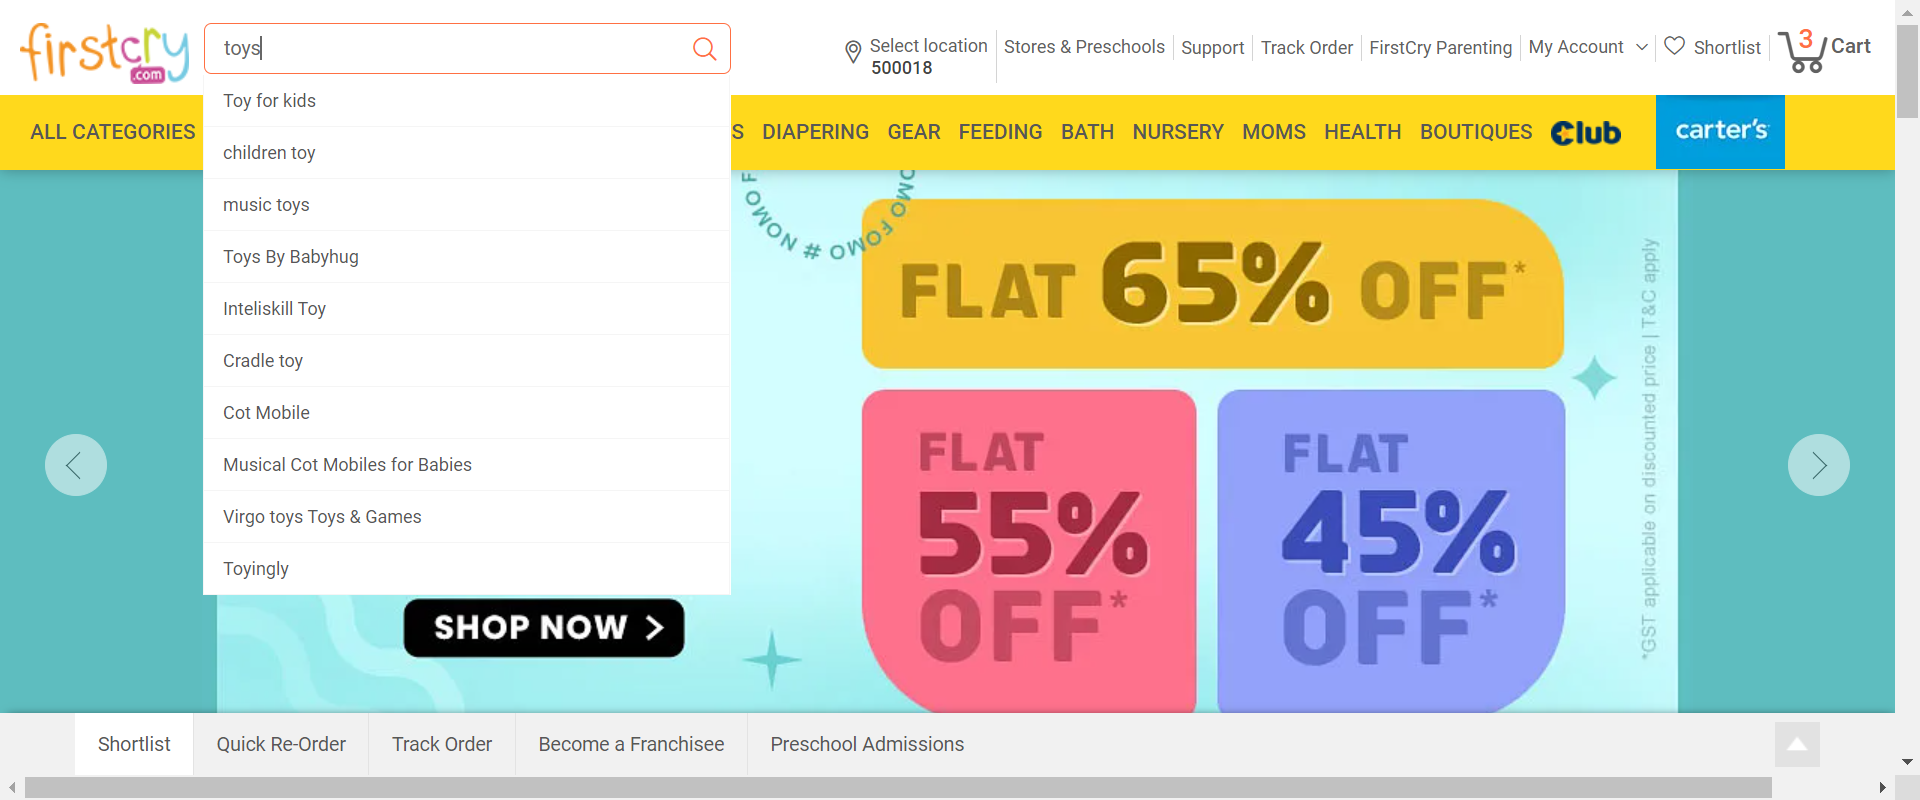 firstcry
.com
toys
Select location
500018
Stores & Preschools
Support
Track Order
FirstCry Parenting
My Account
Shortlist
3
Cart
ALL CATEGORIES
S
DIAPERING
GEAR
FEEDING
BATH
NURSERY
MOMS
HEALTH
BOUTIQUES
Club
carter's
Toy for kids
children toy
music toys
Toys By Babyhug
Inteliskill Toy
Cradle toy
Cot Mobile
Musical Cot Mobiles for Babies
Virgo toys Toys & Games
Toyingly
F
NOMO # OMO FOMO
FLAT 65% OFF*
FLAT
55%
OFF*
FLAT
45%
OFF*
*GST applicable on discounted price | T&C apply
SHOP NOW >
Shortlist
Quick Re-Order
Track Order
Become a Franchisee
Preschool Admissions